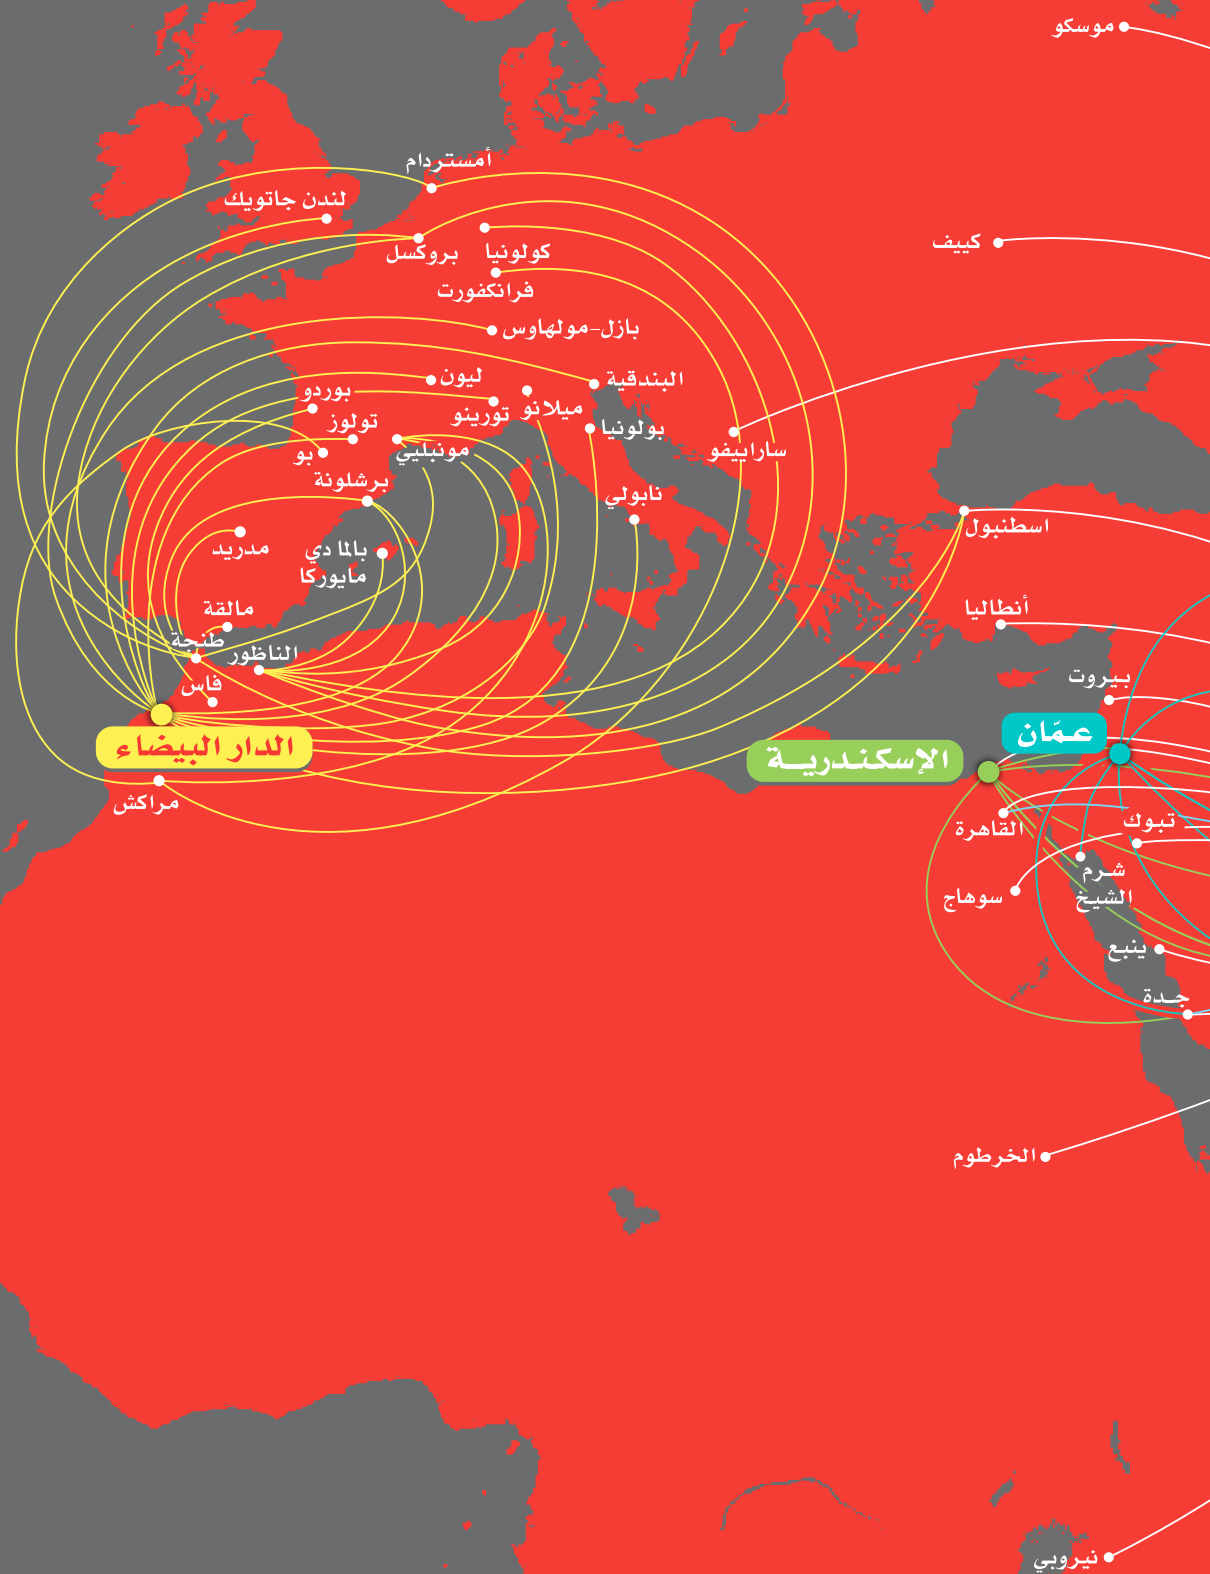 موسكو
أمستردام
لندن جاتويك
كييف
بروكسل
كولونيا
فرانكفورت
بازل-مولهاوس
ليون
البندقية
بوردو
ميلانو
تورينو
تولوز
بولونيا
مونبلييي
سارايفو
بو
برشلونة
نابولي
اسطنبول
مدريد
بالما دي
مايوركا
مالقة
أنطاليا
طنجة
الناظور
فاس
بيروت
عمّان
الدار البيضاء
الإسكندرية
مراكش
القاهرة
تبوك
شرم
الشيخ
سوهاج
ينبع
جدة
الخرطوم
نيروبي